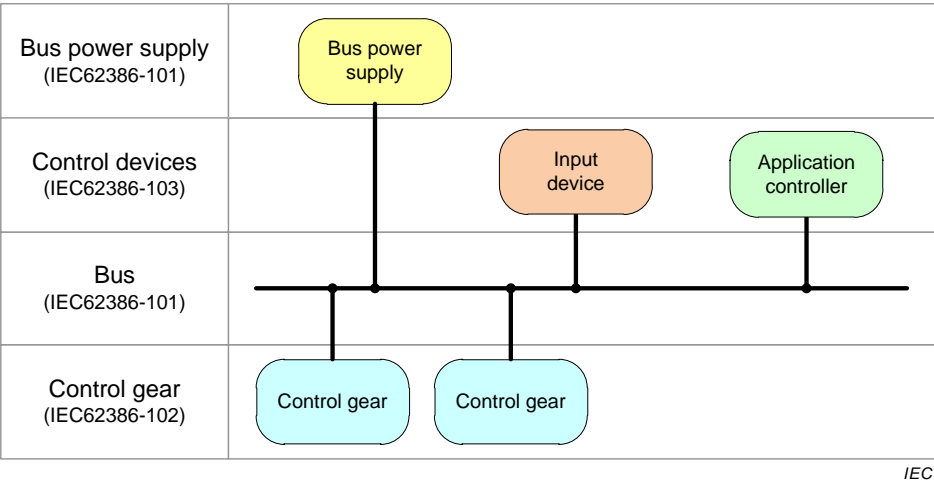 Bus power supply
(IEC62386-101)
Bus power
supply
Control devices
(IEC62386-103)
Input
device
Application
controller
Bus
(IEC62386-101)
Control gear
(IEC62386-102)
Control gear
Control gear
IEC